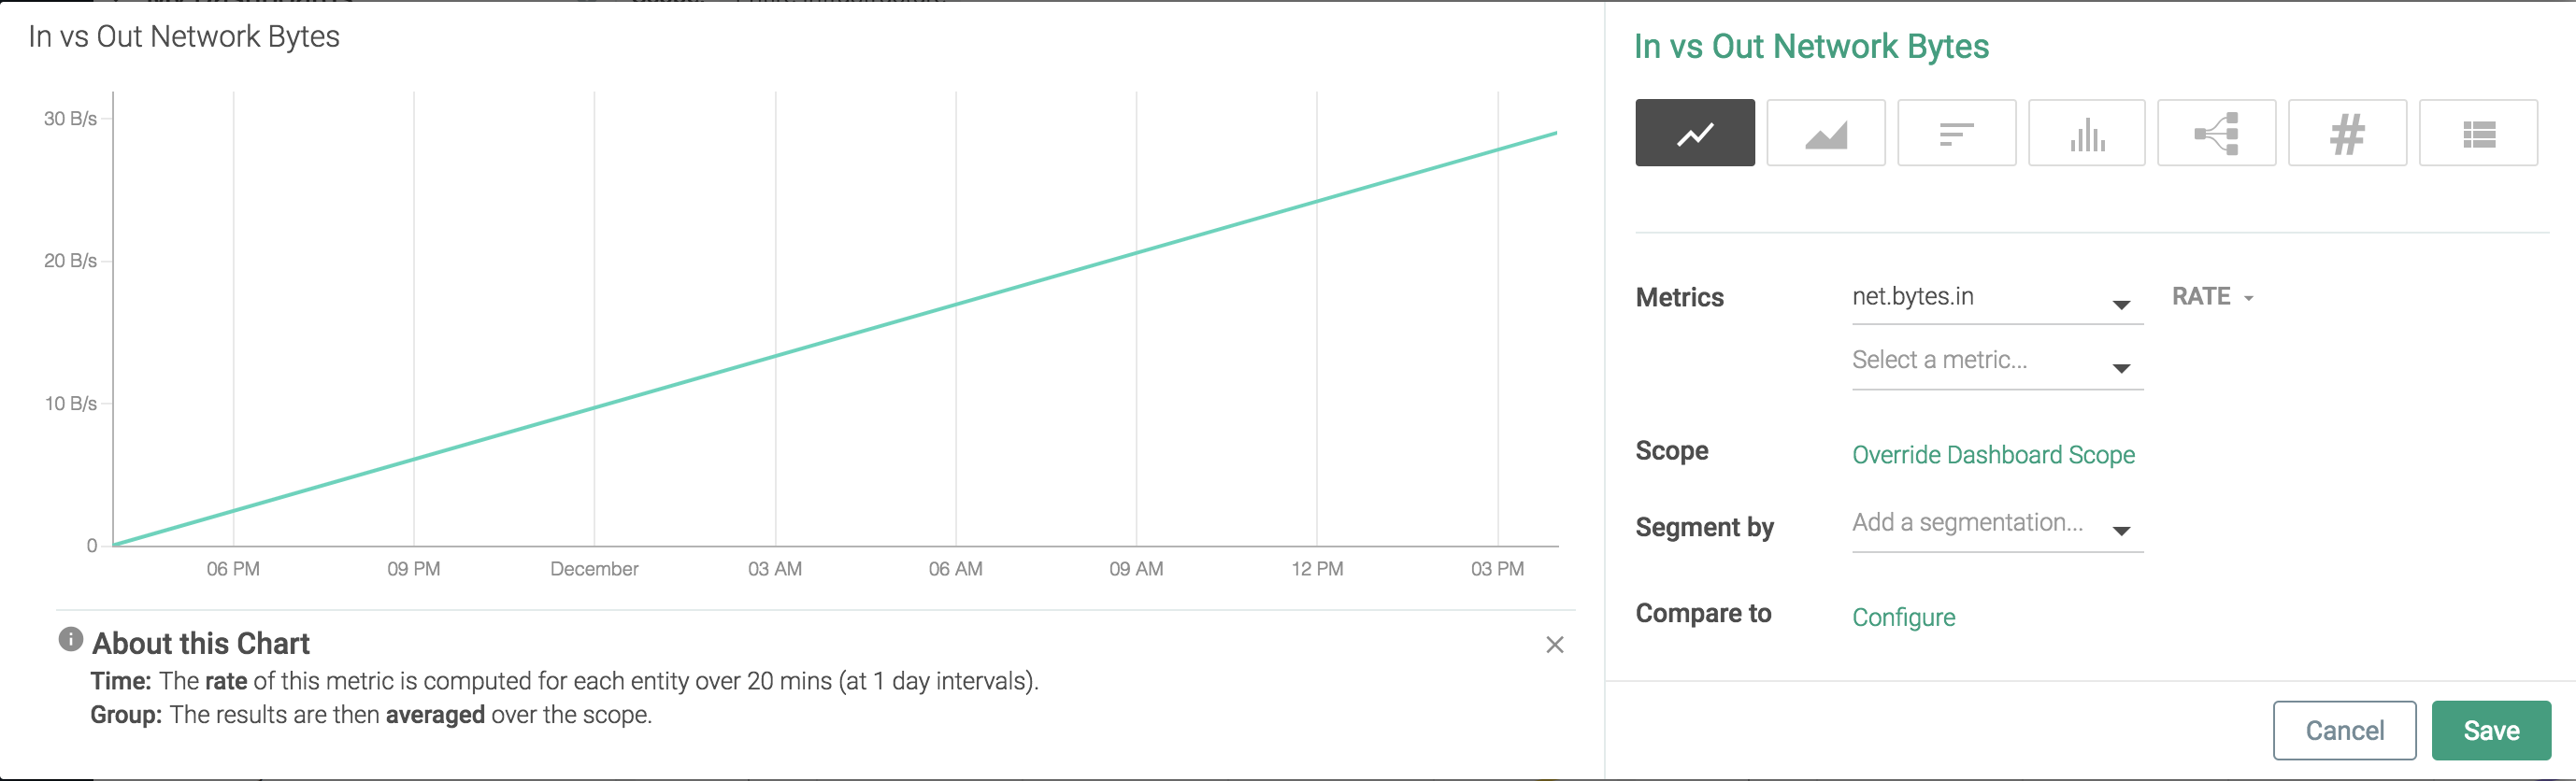 In vs Out Network Bytes
30 B/s
20 B/s
10 B/s
0
06 PM
09 PM
December
03 AM
06 AM
09 AM
12 PM
03 PM
About this Chart
Time: The rate of this metric is computed for each entity over 20 mins (at 1 day intervals).
Group: The results are then averaged over the scope.
In vs Out Network Bytes
#
Metrics
net.bytes.in
RATE
Select a metric...
Scope
Override Dashboard Scope
Segment by
Add a segmentation...
Compare to
Configure
Cancel
Save